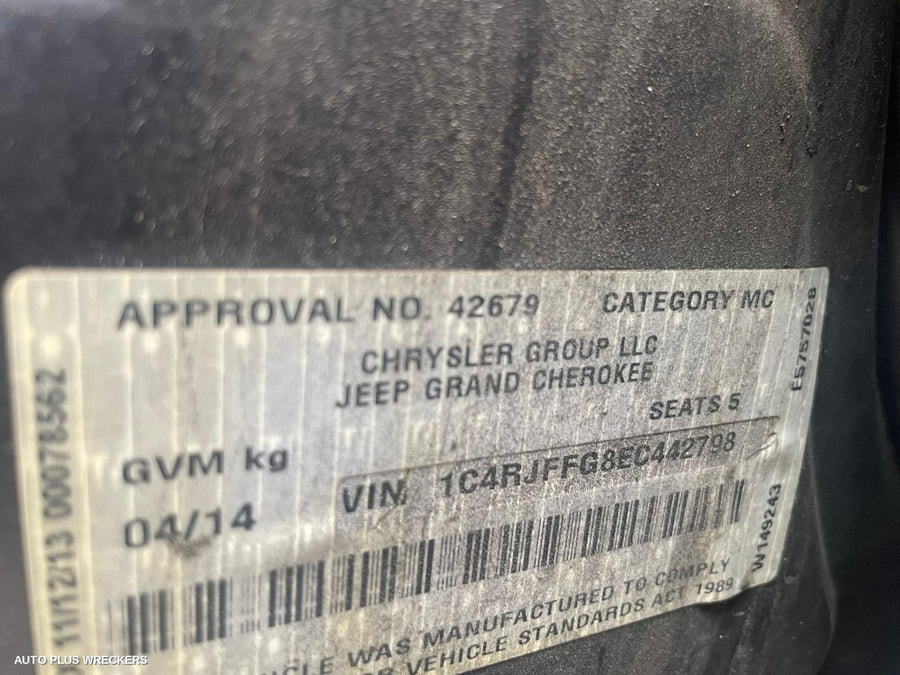 APPROVAL NO. 42679 CATEGORY MC
CHRYSLER GROUP LLC
JEEP GRAND CHEROKEE
SEATS 5
GVM kg
VIN 1C4RJFFG8EC442798
04/14
WAS MANUFACTURED TO COMPLY
VEHICLE STANDARDS ACT 1989
11/12/13 00078562
E5757028
W149243
AUTO PLUS WRECKERS